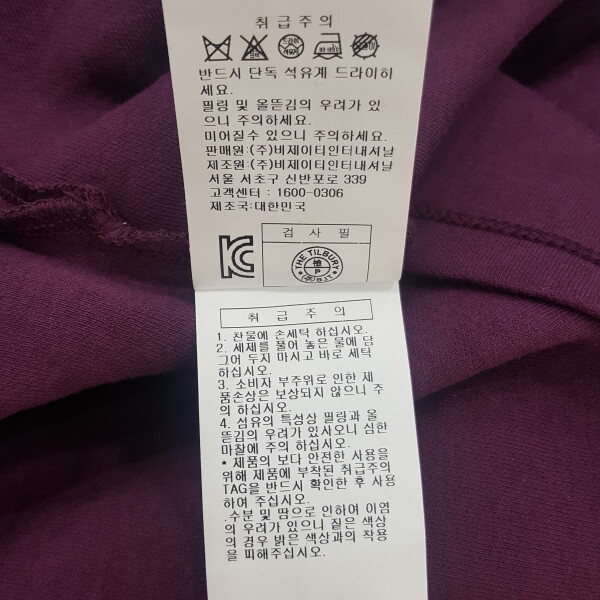 취급주의
반드시 단독 석유계 드라이하
세요.
필링 및 올뜯김의 우려가 있
으니 주의하세요.
미어질수 있으니 주의하세요.
판매원:(주)비제이티인터내셔날
제조원:(주)비제이티인터내셔날
서울 서초구 신반포로 339
고객센터 : 1600-0306
제조국:대한민국
검 사 필
THE TILBURY
檢
P
(주)BJT
취 급 주 의
1. 찬물에 손세탁 하십시오.
2. 세제를 풀어 놓은 물에 담
그어 두지 마시고 바로 세탁
하십시오.
3. 소비자 부주위로 인한 제
품손상은 보상되지 않으니 주
의 하십시오.
4. 섬유의 특성상 필링과 올
뜯김의 우려가 있사오니 심한
마찰에 주의 하십시오.
* 제품의 보다 안전한 사용을
위해 제품에 부착된 취급주의
TAG을 반드시 확인한 후 사용
하여 주십시오.
.수분 및 땀으로 인하여 이염
의 우려가 있으니 짙은 색상
의 경우 밝은 색상과의 착용
을 피해주십시오.